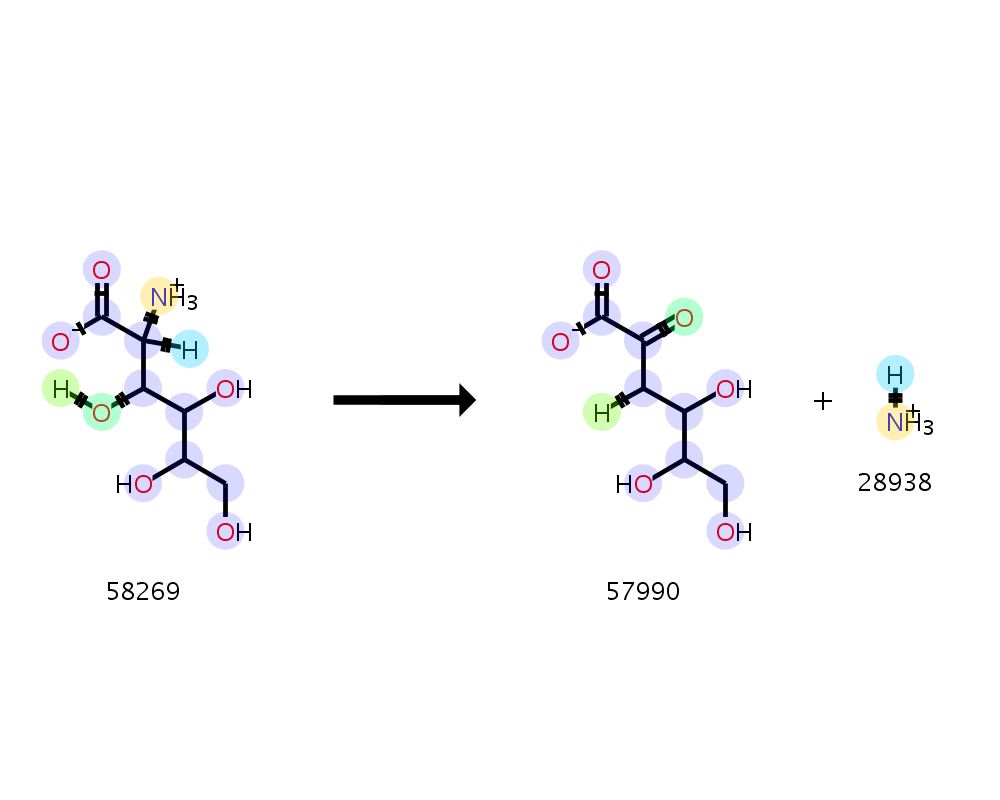 O O
NH3+
O- O-
H O
H OH H OH H
O H + NH3+
28938
HO HO
OH OH
58269 57990